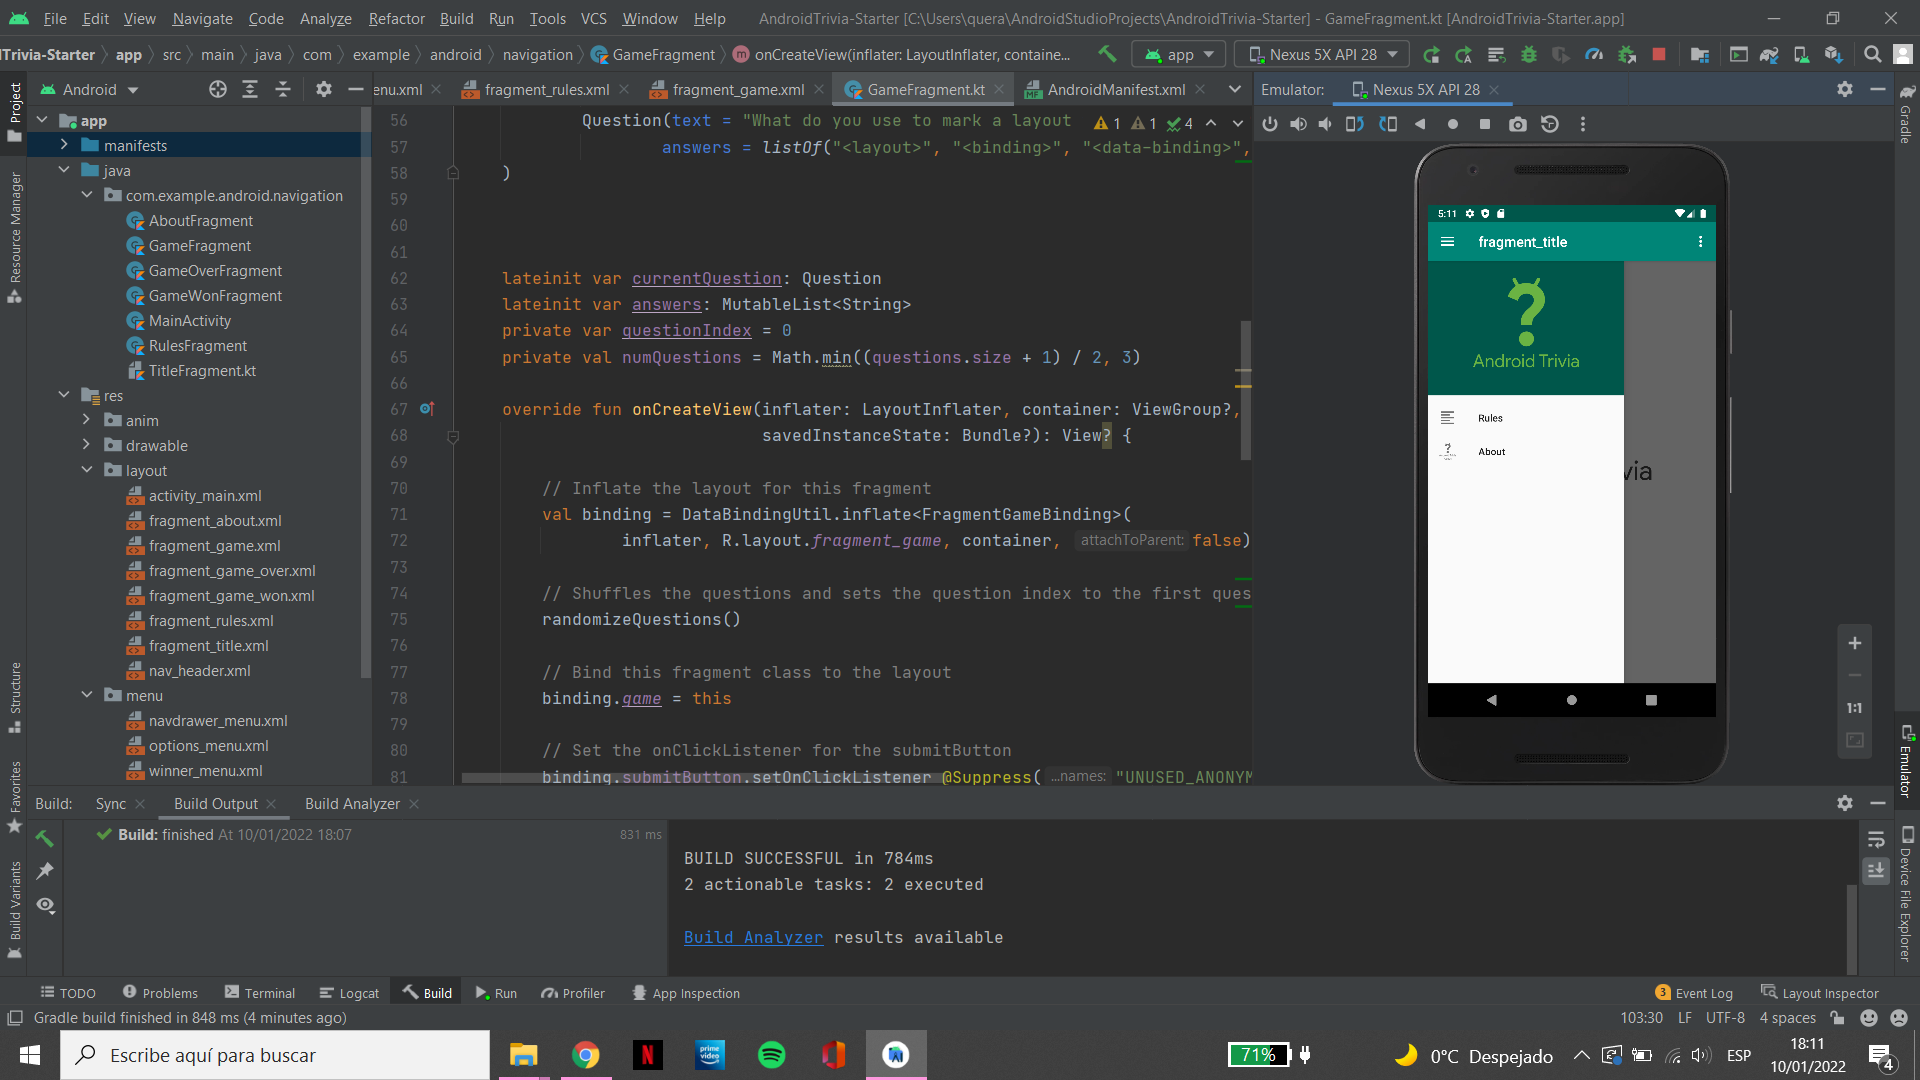 File Edit View Navigate Code Analyze Refactor Build Run Tools VCS Window Help AndroidTrivia-Starter [C:\Users\quera\AndroidStudioProjects\AndroidTrivia-Starter] - GameFragment.kt [AndroidTrivia-Starter.app]
lTrivia-Starter app src main java com example android navigation GameFragment onCreateView(inflater: LayoutInflater, containe... app Nexus 5X API 28
Android enu.xml fragment_rules.xml fragment_game.xml GameFragment.kt AndroidManifest.xml Emulator: Nexus 5X API 28
Project
Resource Manager
Structure
Favorites
Build Variants
app
manifests
java
com.example.android.navigation
AboutFragment
GameFragment
GameOverFragment
GameWonFragment
MainActivity
RulesFragment
TitleFragment.kt
res
anim
drawable
layout
activity_main.xml
fragment_about.xml
fragment_game.xml
fragment_game_over.xml
fragment_game_won.xml
fragment_rules.xml
fragment_title.xml
nav_header.xml
menu
navdrawer_menu.xml
options_menu.xml
winner_menu.xml
56 Question(text = "What do you use to mark a layout 1 1 4
57 answers = listOf("<layout>", "<binding>", "<data-binding>",
58 )
59
60
61
62 lateinit var currentQuestion: Question
63 lateinit var answers: MutableList<String>
64 private var questionIndex = 0
65 private val numQuestions = Math.min((questions.size + 1) / 2, 3)
66
67 override fun onCreateView(inflater: LayoutInflater, container: ViewGroup?,
68 savedInstanceState: Bundle?): View? {
69
70 // Inflate the layout for this fragment
71 val binding = DataBindingUtil.inflate<FragmentGameBinding>(
72 inflater, R.layout.fragment_game, container, attachToParent: false)
73
74 // Shuffles the questions and sets the question index to the first ques
75 randomizeQuestions()
76
77 // Bind this fragment class to the layout
78 binding.game = this
79
80 // Set the onClickListener for the submitButton
81 binding.submitButton.setOnClickListener @Suppress( ...names: "UNUSED_ANONYM
5:11
fragment_title
Android Trivia
Rules
About
via
1:1
Gradle
Emulator
Device File Explorer
Build: Sync Build Output Build Analyzer
Build: finished At 10/01/2022 18:07 831 ms
BUILD SUCCESSFUL in 784ms
2 actionable tasks: 2 executed
Build Analyzer results available
TODO Problems Terminal Logcat Build Run Profiler App Inspection 3 Event Log Layout Inspector
Gradle build finished in 848 ms (4 minutes ago) 103:30 LF UTF-8 4 spaces
Escribe aquí para buscar prime video 71% 0°C Despejado ESP 18:11
10/01/2022 4